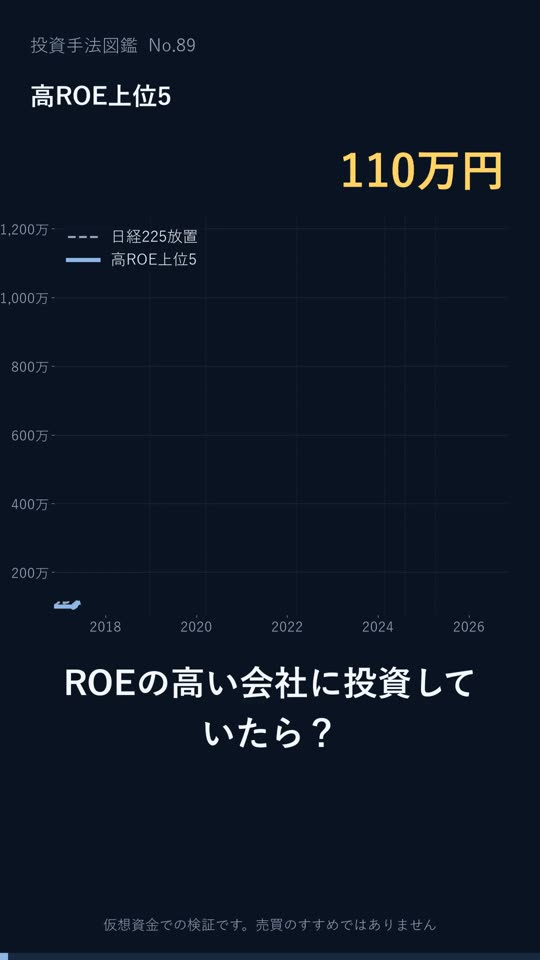 投資手法図鑑 No.89
高ROE上位5
110万円
1,200万
日経225放置
高ROE上位5
1,000万
800万
600万
400万
200万
2018 2020 2022 2024 2026
ROEの高い会社に投資して
いたら？
仮想資金での検証です。売買のすすめではありません